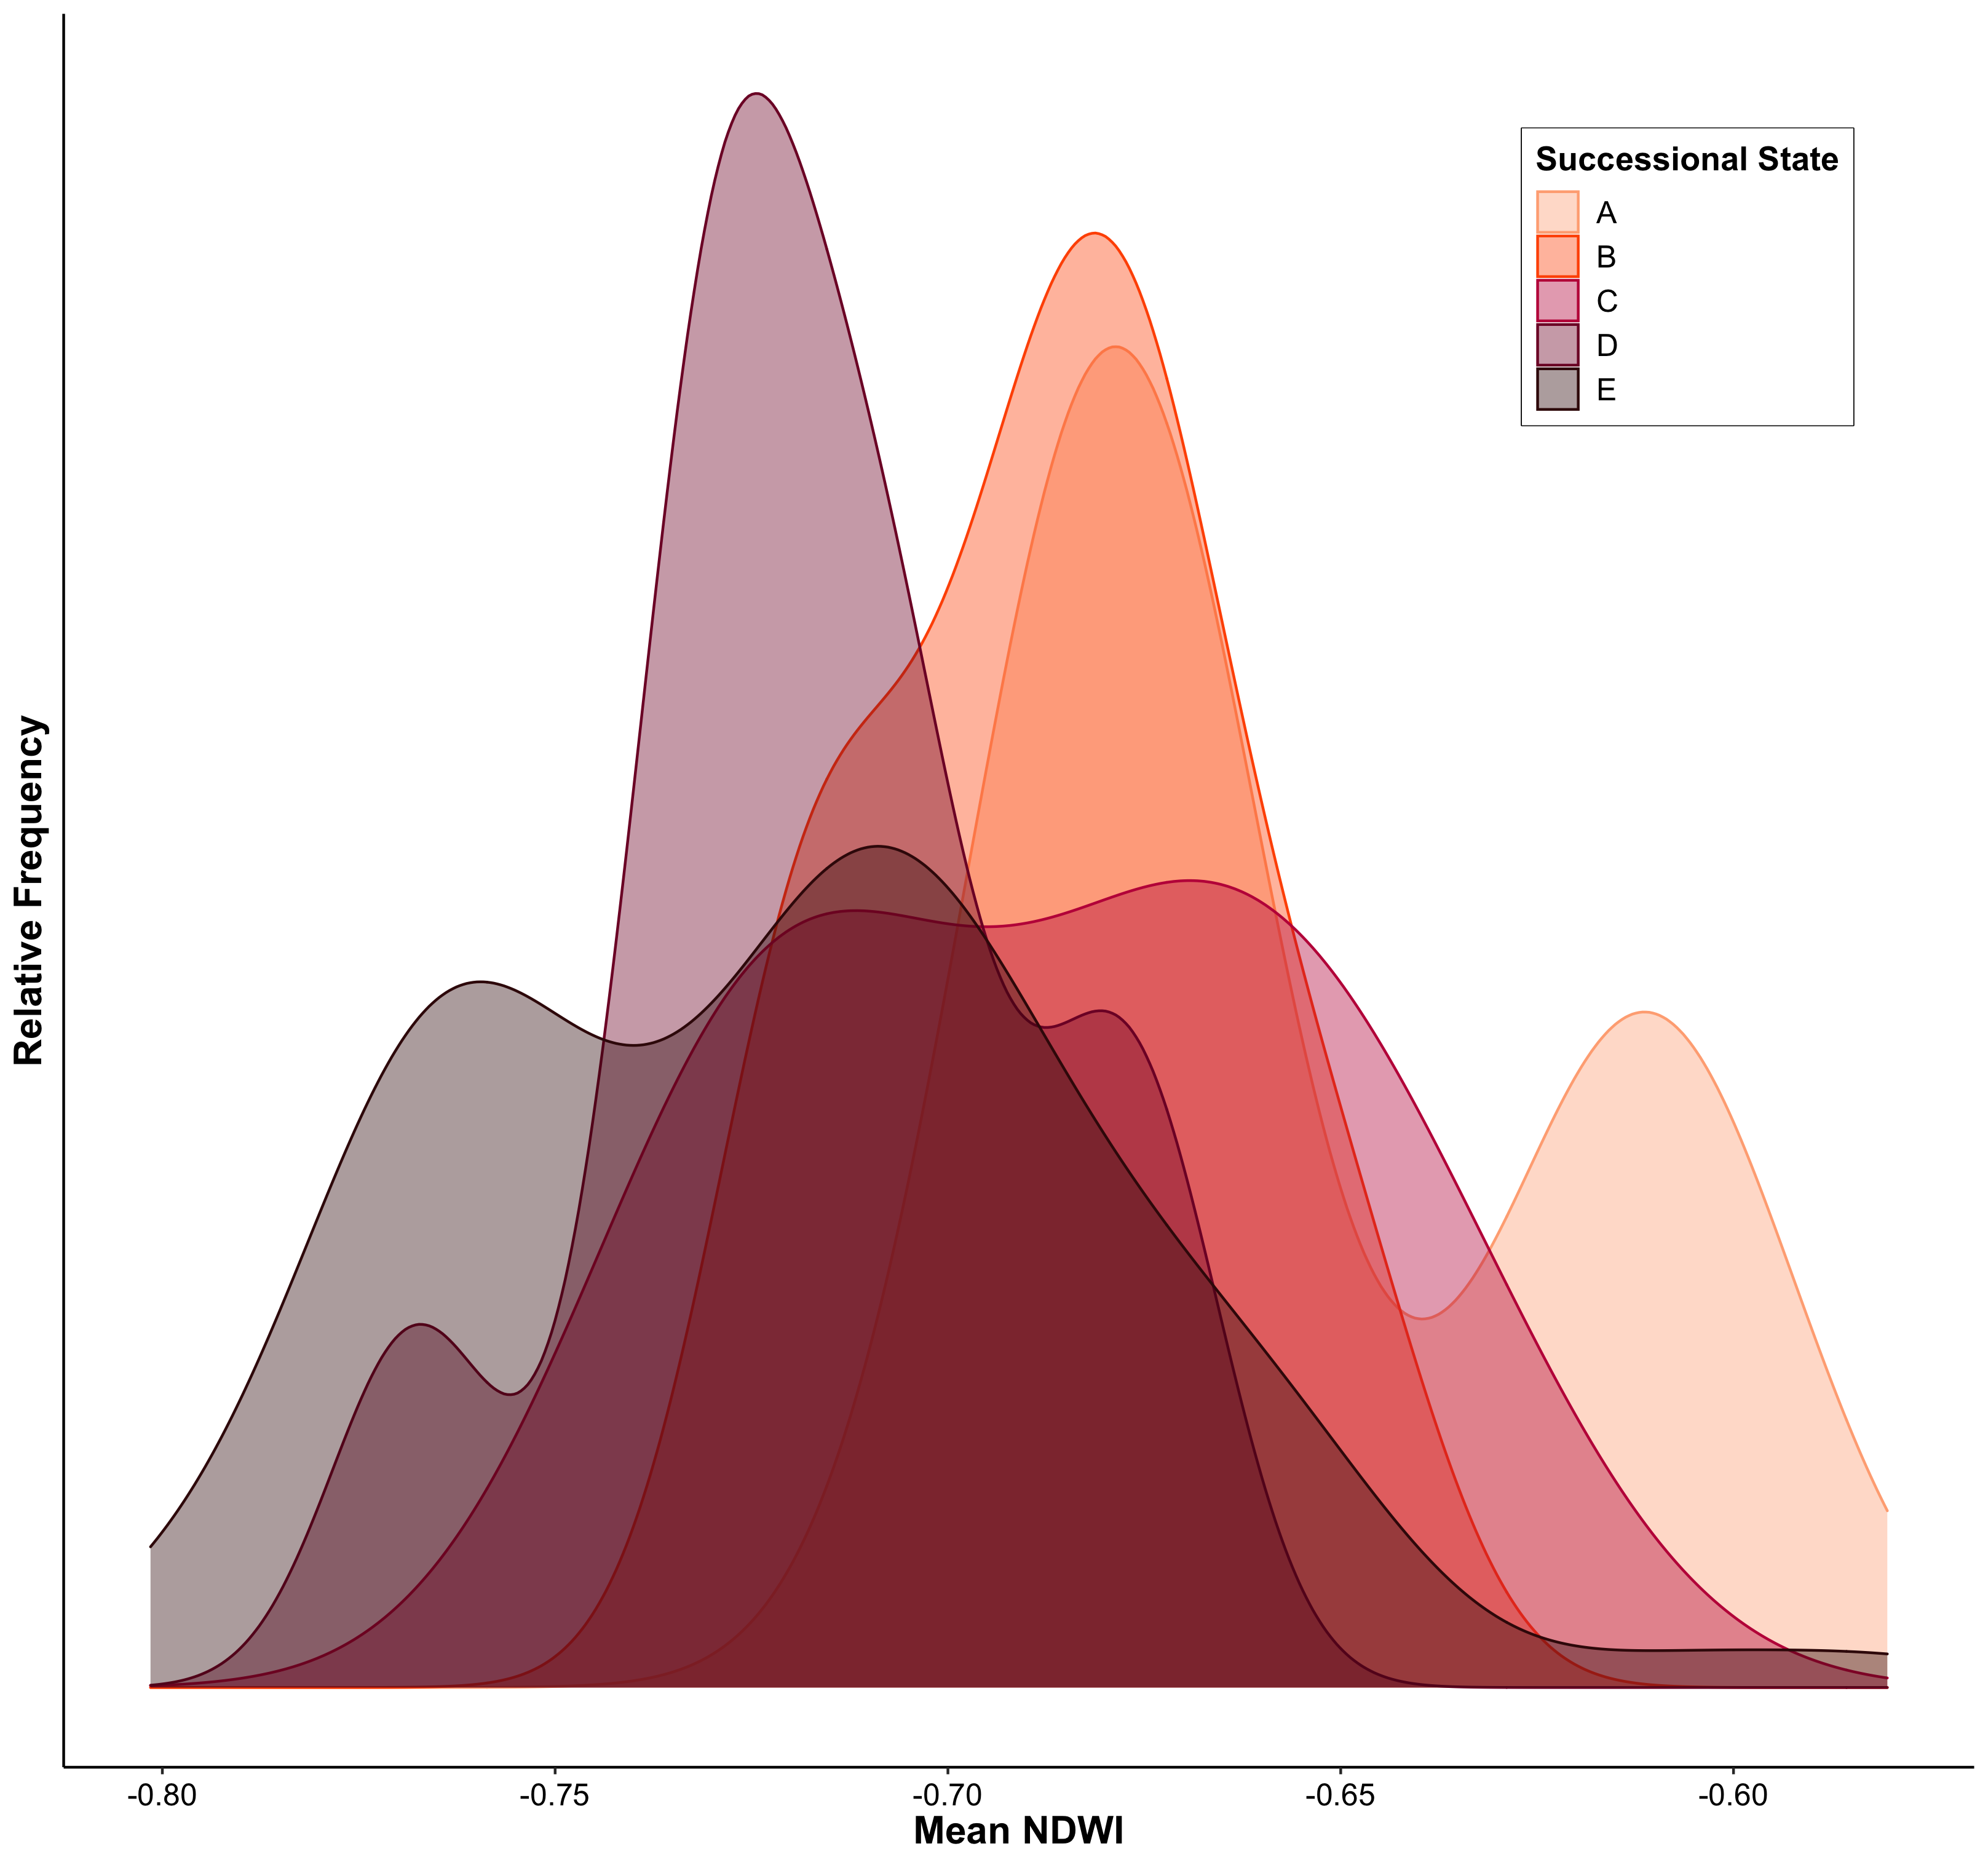 Successional State
A
B
C
D
E
Relative Frequency
-0.80
-0.75
-0.70
-0.65
-0.60
Mean NDWI